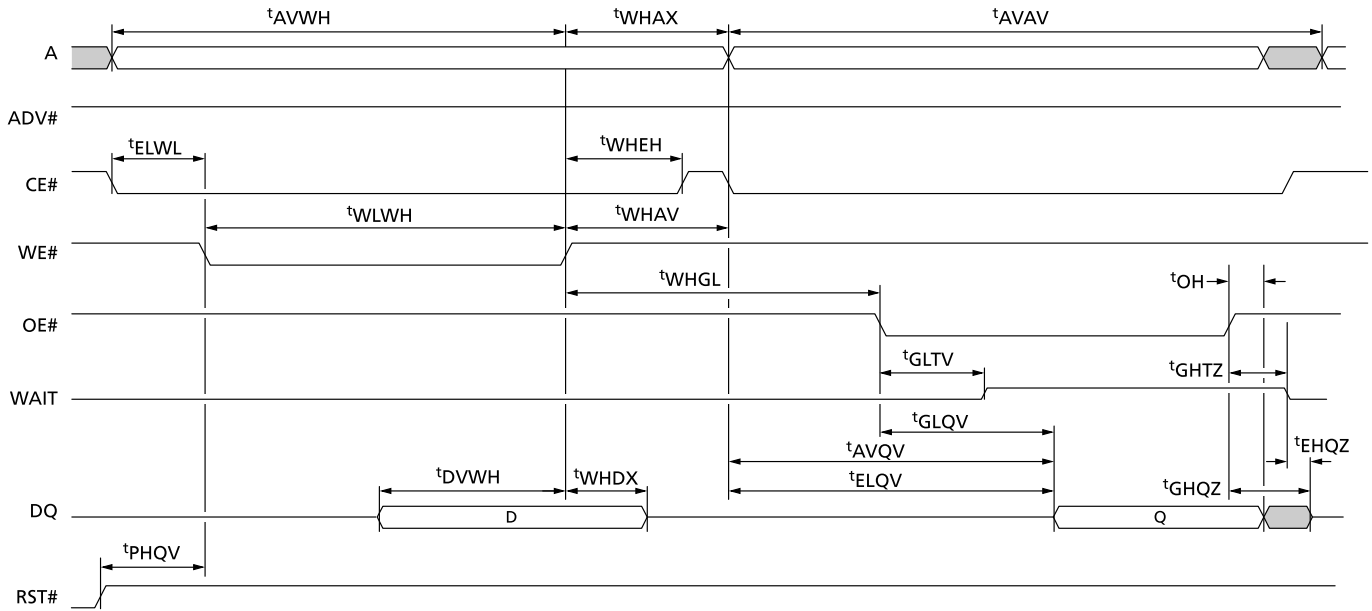 tAVWH tWHAX tAVAV
A
ADV#
tELWL tWHEH
CE#
tWLWH tWHAV
WE#
tWHGL tOH
OE#
tGLTV tGHTZ
WAIT
tGLQV
tAVQV tEHQZ
tDVWH tWHDX tELQV tGHQZ
DQ D Q
tPHQV
RST#